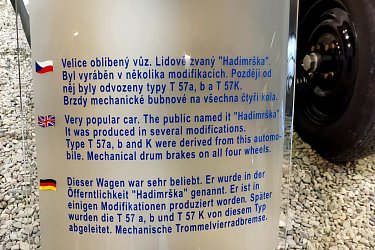 Velice oblíbený vůz. Lidově zvaný "Hadimrška".
Byl vyráběn v několika modifikacích. Později od
něj byly odvozeny typy T 57a, b a T 57K.
Brzdy mechanické bubnové na všechna čtyři kola.
Very popular car. The public named it "Hadimrška".
It was produced in several modifications.
Type T 57a, b and K were derived from this automo-
bile. Mechanical drum brakes on all four wheels.
Dieser Wagen war sehr beliebt. Er wurde in der
Öfferntlichkeit "Hadimrška" genannt. Er ist in
einigen Modifikationen produziert worden. Später
wurden die T 57 a, b und T 57 K von diesem Typ
abgeleitet. Mechanische Trommelvierradbremse.